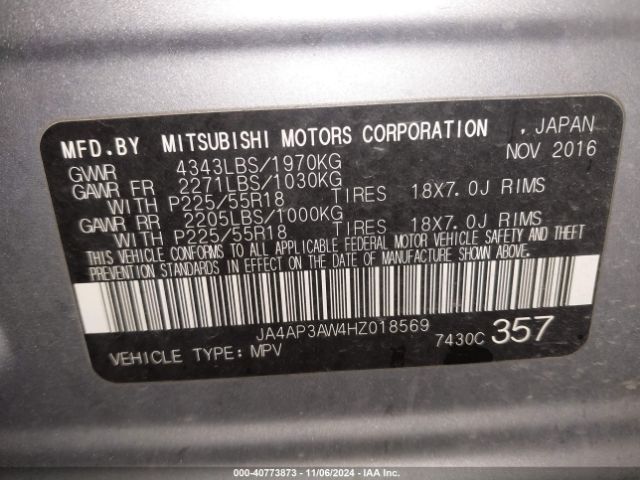 MFD.BY MITSUBISHI MOTORS CORPORATION , JAPAN
GVWR 4343LBS/1970KG NOV 2016
GAWR FR 2271LBS/1030KG
WITH P225/55R18 TIRES 18X7.0J RIMS
GAWR RR 2205LBS/1000KG
WITH P225/55R18 TIRES 18X7.0J RIMS
THIS VEHICLE CONFORMS TO ALL APPLICABLE FEDERAL MOTOR VEHICLE SAFETY AND THEFT
PREVENTION STANDARDS IN EFFECT ON THE DATE OF MANUFACTURE SHOWN ABOVE.
JA4AP3AW4HZ018569
VEHICLE TYPE: MPV 7430C 357
000-40773873 - 11/06/2024 - IAAI.COM